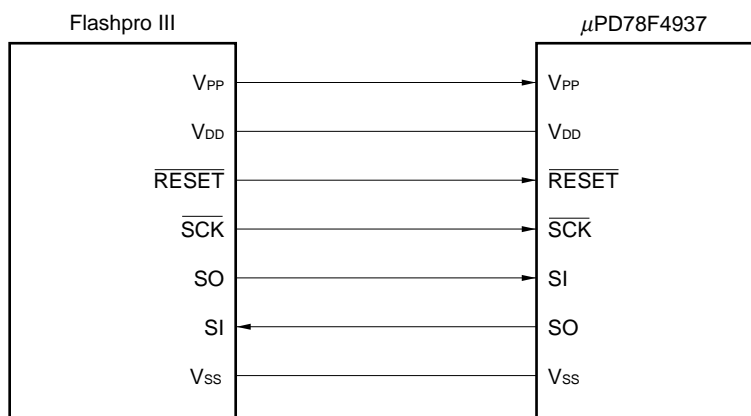 Flashpro III μPD78F4937
VPP VPP
VDD VDD
RESET RESET
SCK SCK
SO SI
SI SO
VSS VSS